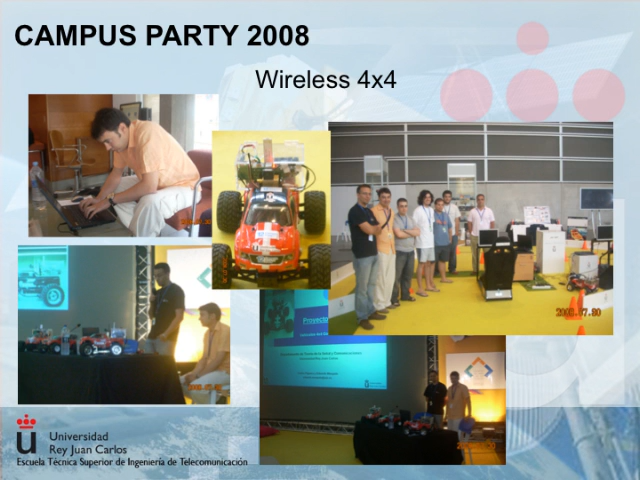 CAMPUS PARTY 2008
Wireless 4x4
2008.07.30
Proyecto
Universidad
Rey Juan Carlos
Escuela Técnica Superior de Ingeniería de Telecomunicación